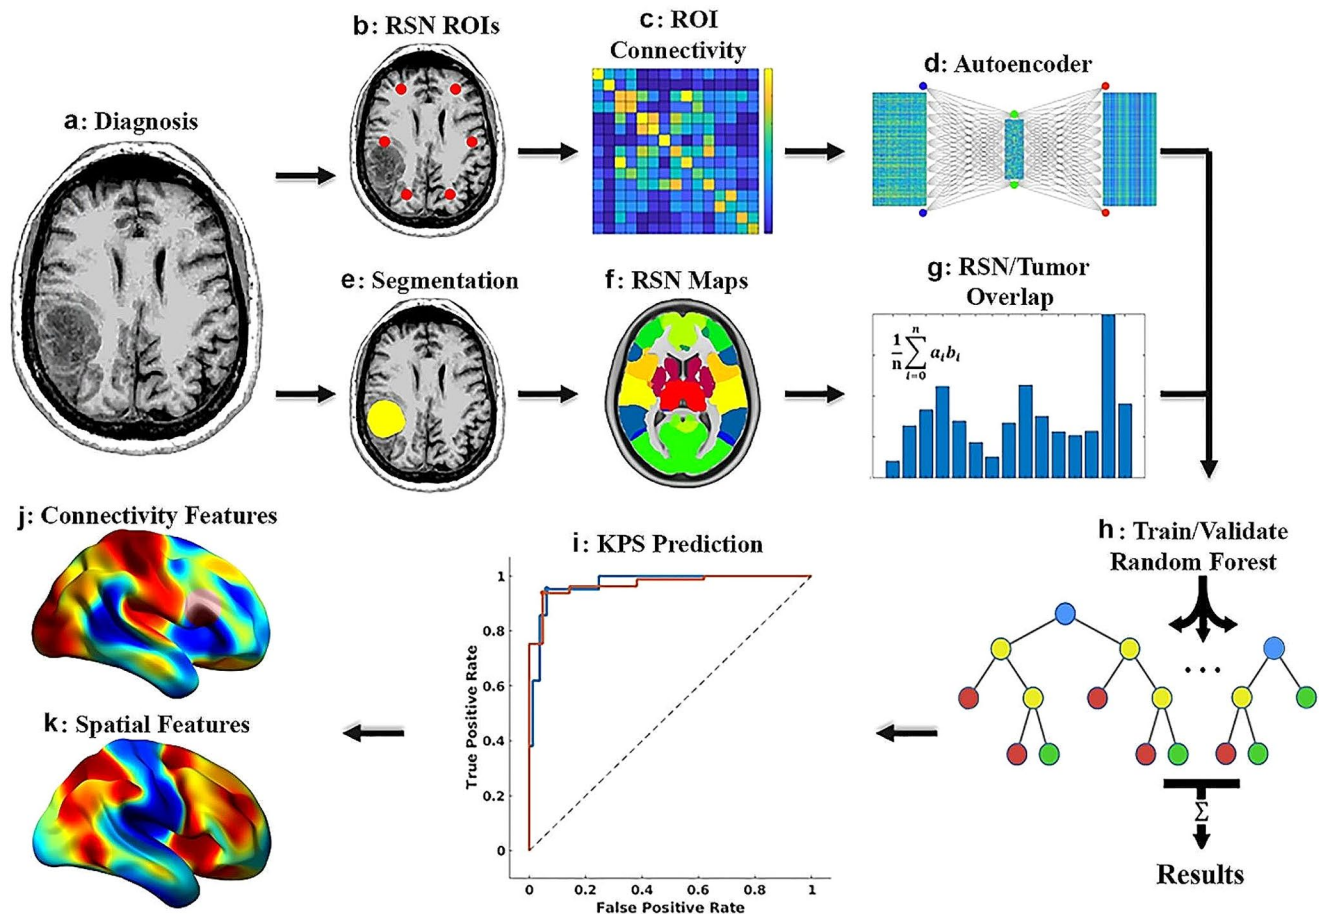 a: Diagnosis
b: RSN ROIs
c: ROI
Connectivity
d: Autoencoder
e: Segmentation
f: RSN Maps
g: RSN/Tumor
Overlap
1/n ∑ i=0 n a_i b_i
h: Train/Validate
Random Forest
...
Σ
Results
i: KPS Prediction
True Positive Rate
1
0.8
0.6
0.4
0.2
0
0 0.2 0.4 0.6 0.8 1
False Positive Rate
j: Connectivity Features
k: Spatial Features